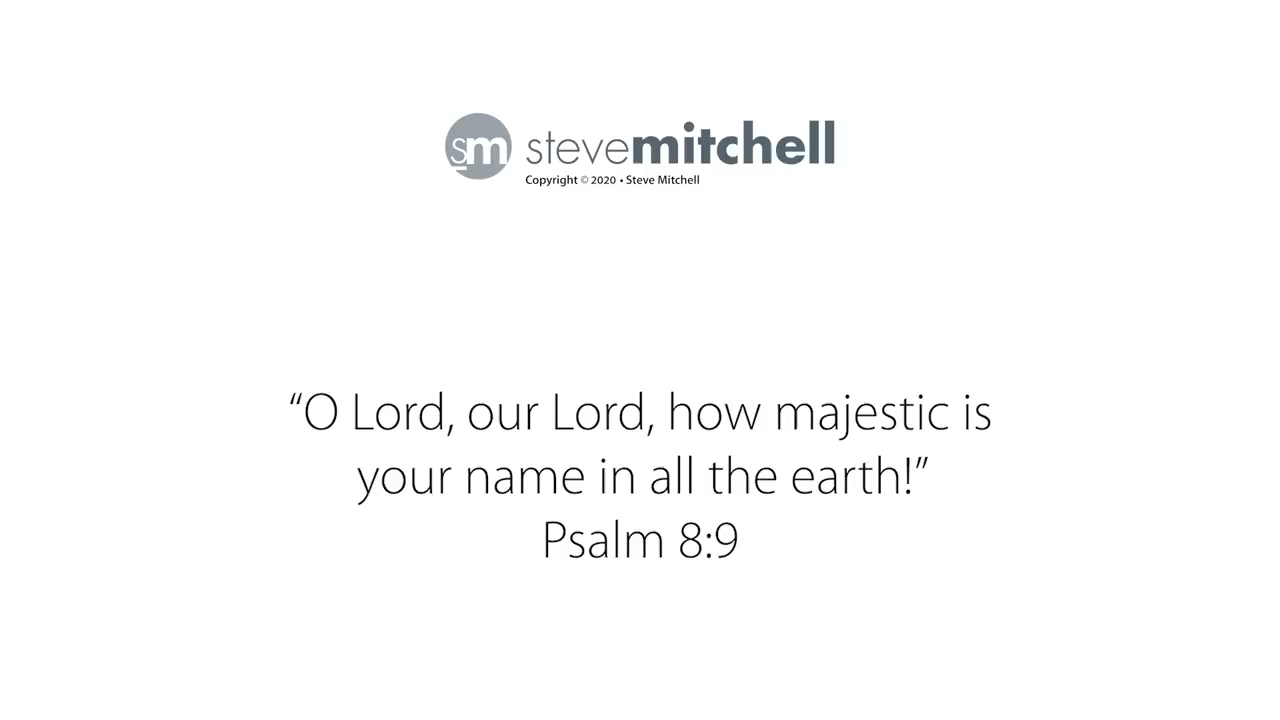 sm stevemitchell
Copyright © 2020 • Steve Mitchell
“O Lord, our Lord, how majestic is
your name in all the earth!”
Psalm 8:9